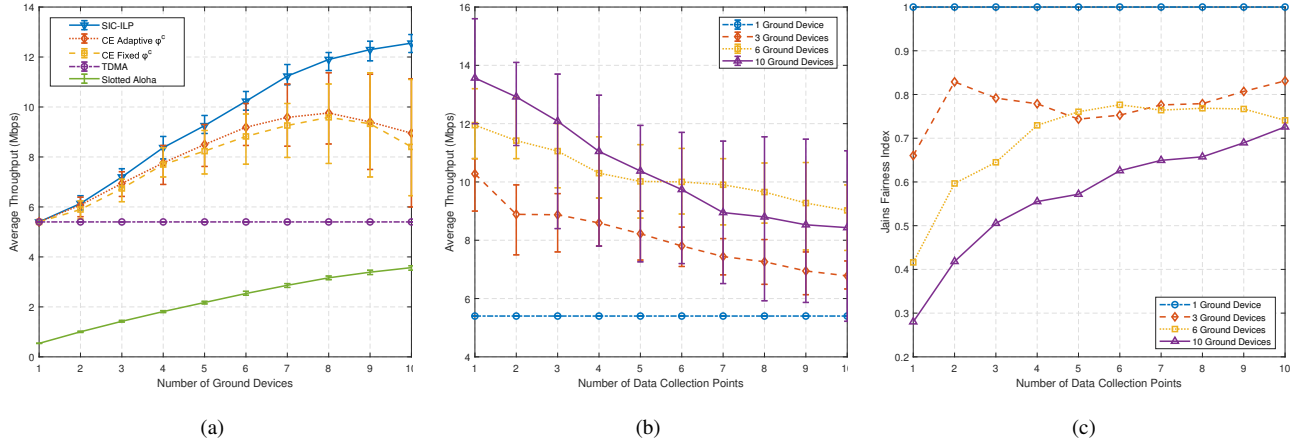 SIC-ILP
CE Adaptive φᶜ
CE Fixed φᶜ
TDMA
Slotted Aloha
14
12
10
8
6
4
2
0
Average Throughput (Mbps)
1 2 3 4 5 6 7 8 9 10
Number of Ground Devices
(a)
1 Ground Device
3 Ground Devices
6 Ground Devices
10 Ground Devices
16
14
12
10
8
6
4
Average Throughput (Mbps)
1 2 3 4 5 6 7 8 9 10
Number of Data Collection Points
(b)
1
0.9
0.8
0.7
0.6
0.5
0.4
0.3
0.2
Jains Fairness Index
1 Ground Device
3 Ground Devices
6 Ground Devices
10 Ground Devices
1 2 3 4 5 6 7 8 9 10
Number of Data Collection Points
(c)